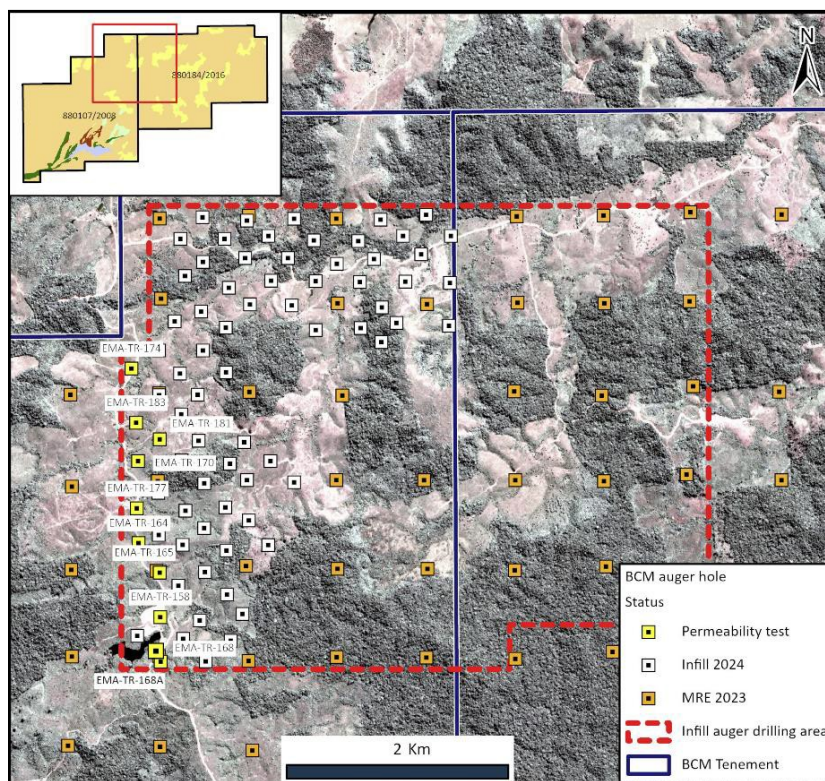 880184/2016
880107/2008
N
EMA-TR-174
EMA-TR-183
EMA-TR-181
EMA-TR-170
EMA-TR-177
EMA-TR-164
EMA-TR-165
EMA-TR-158
EMA-TR-168
EMA-TR-168A
BCM auger hole
Status
Permeability test
Infill 2024
MRE 2023
Infill auger drilling area
BCM Tenement
2 Km